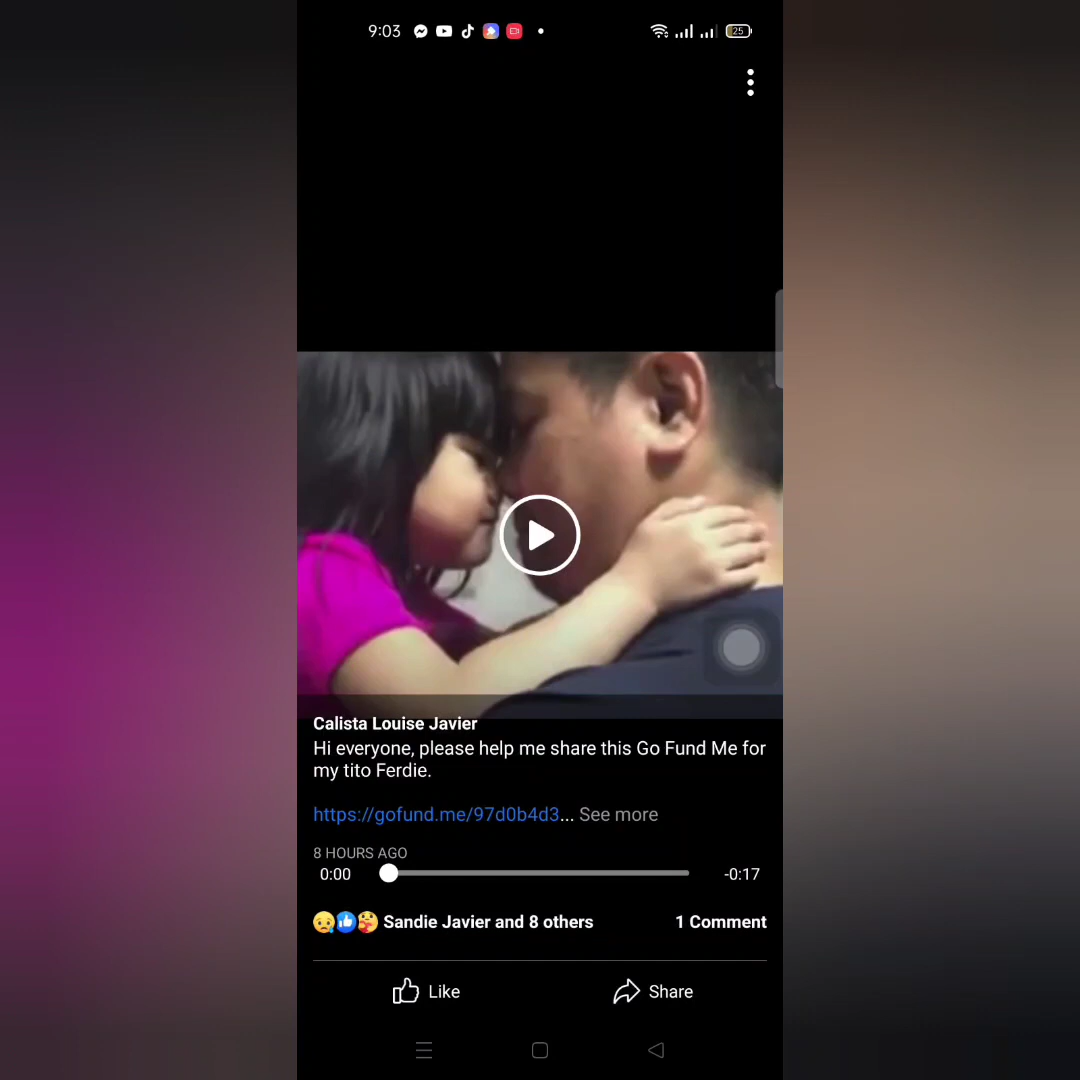 9:03
25
Calista Louise Javier
Hi everyone, please help me share this Go Fund Me for
my tito Ferdie.
https://gofund.me/97d0b4d3... See more
8 HOURS AGO
0:00 -0:17
Sandie Javier and 8 others 1 Comment
Like Share